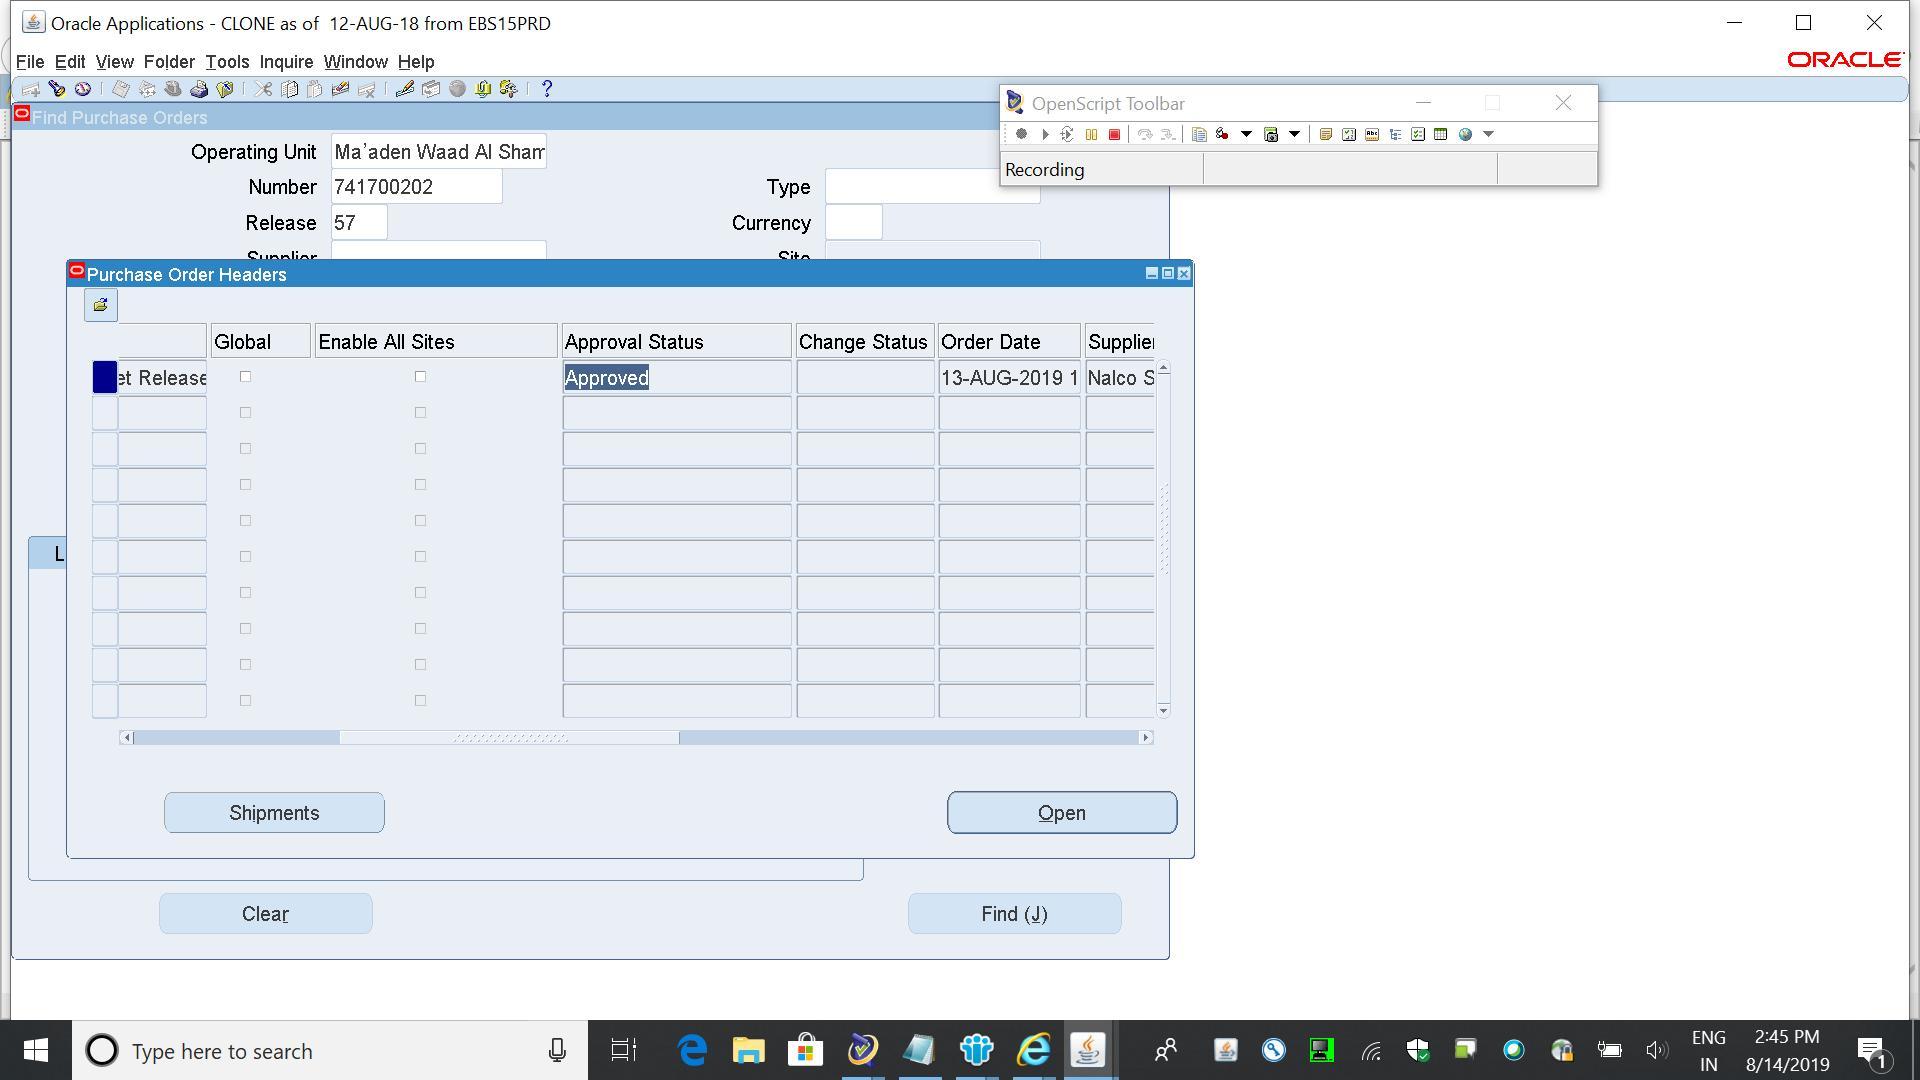 Oracle Applications - CLONE as of  12-AUG-18 from EBS15PRD
File Edit View Folder Tools Inquire Window Help
ORACLE
Find Purchase Orders
OpenScript Toolbar
Recording
Operating Unit Ma'aden Waad Al Sham
Number 741700202 Type
Release 57 Currency
Supplier Site
Purchase Order Headers
Global Enable All Sites Approval Status Change Status Order Date Supplier
et Release Approved 13-AUG-2019 1 Nalco S
L
Shipments Open
Clear Find (J)
Type here to search
ENG
IN
2:45 PM
8/14/2019
1